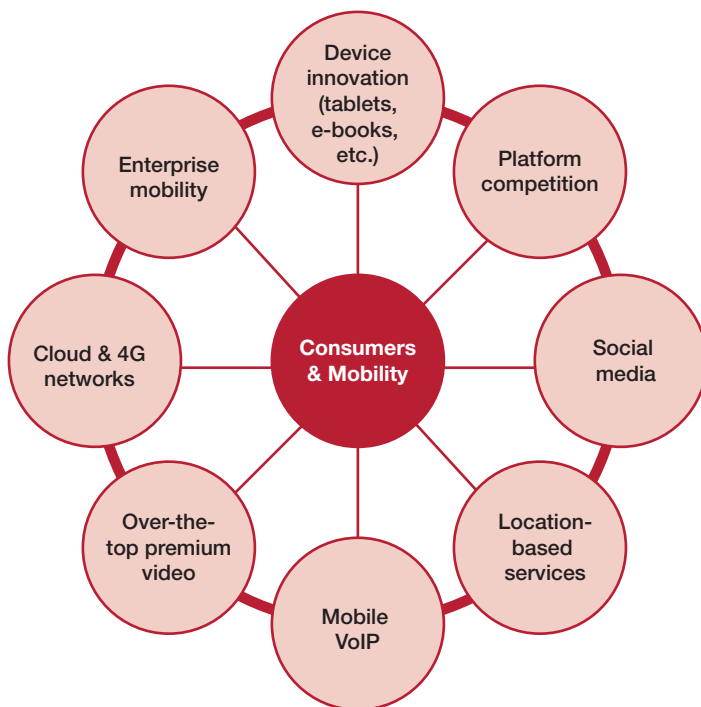 Device
innovation
(tablets,
e-books,
etc.)
Platform
competition
Social
media
Location-
based
services
Mobile
VoIP
Over-the-
top premium
video
Cloud & 4G
networks
Enterprise
mobility
Consumers
& Mobility